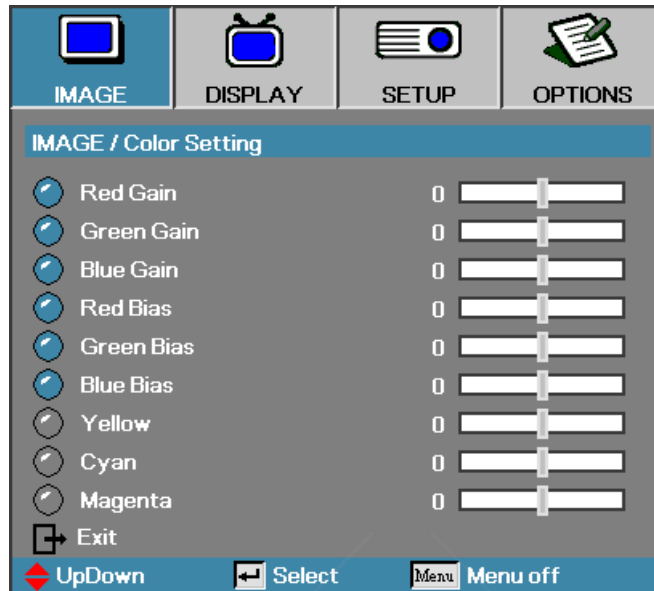 IMAGE DISPLAY SETUP OPTIONS
IMAGE / Color Setting
Red Gain 0
Green Gain 0
Blue Gain 0
Red Bias 0
Green Bias 0
Blue Bias 0
Yellow 0
Cyan 0
Magenta 0
Exit
UpDown Select Menu Menu off